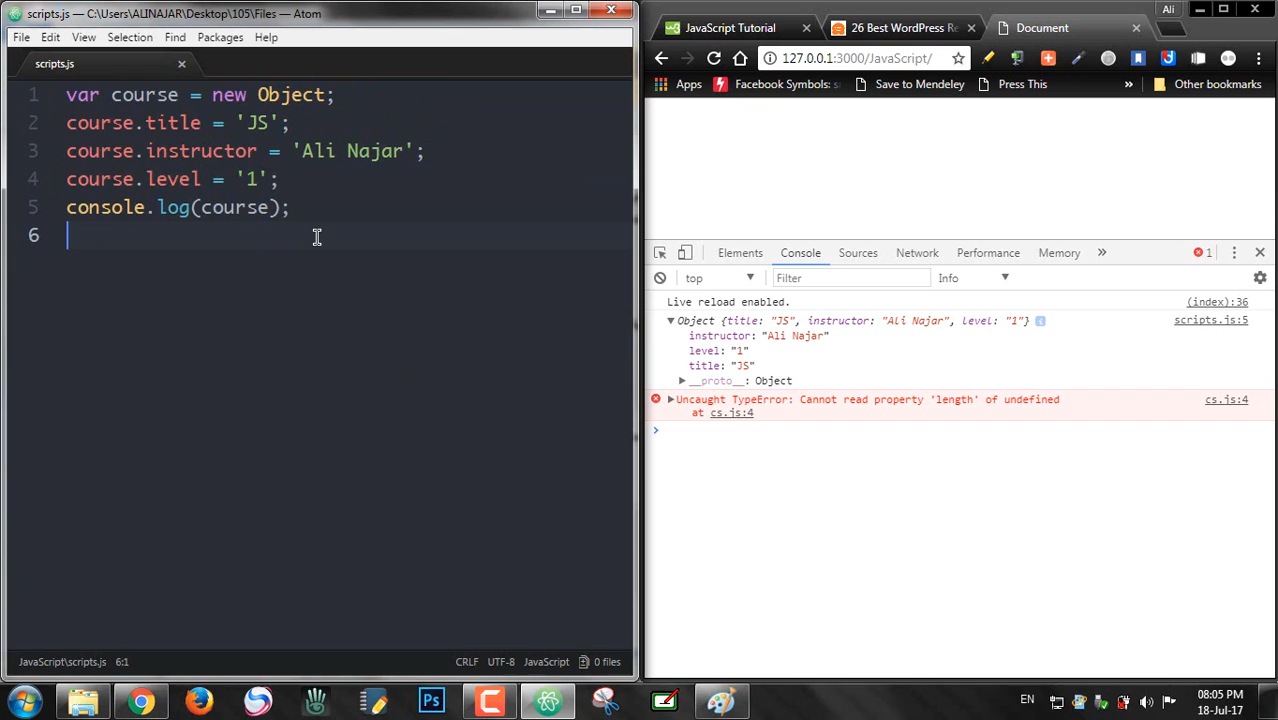 scripts.js — C:\Users\ALINAJAR\Desktop\105\Files — Atom
File Edit View Selection Find Packages Help
scripts.js
1 var course = new Object;
2 course.title = 'JS';
3 course.instructor = 'Ali Najar';
4 course.level = '1';
5 console.log(course);
6
JavaScript\scripts.js 6:1 CRLF UTF-8 JavaScript 0 files
Ali
JavaScript Tutorial 26 Best WordPress Re Document
127.0.0.1:3000/JavaScript/
Apps Facebook Symbols: Save to Mendeley Press This » Other bookmarks
Elements Console Sources Network Performance Memory » 1
top Filter Info
Live reload enabled. (index):36
Object {title: "JS", instructor: "Ali Najar", level: "1"} i scripts.js:5
instructor: "Ali Najar"
level: "1"
title: "JS"
__proto__: Object
Uncaught TypeError: Cannot read property 'length' of undefined cs.js:4
at cs.js:4
Ps EN 08:05 PM
18-Jul-17